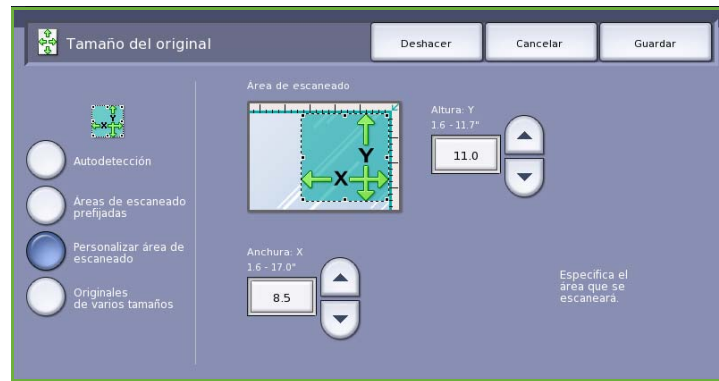 Tamaño del original
Deshacer
Cancelar
Guardar
Área de escaneado
Altura: Y
1.6 - 11.7"
11.0
Y
X
Autodetección
Áreas de escaneado
prefijadas
Personalizar área de
escaneado
Originales
de varios tamaños
Anchura: X
1.6 - 17.0"
8.5
Especifica el
área que se
escaneará.